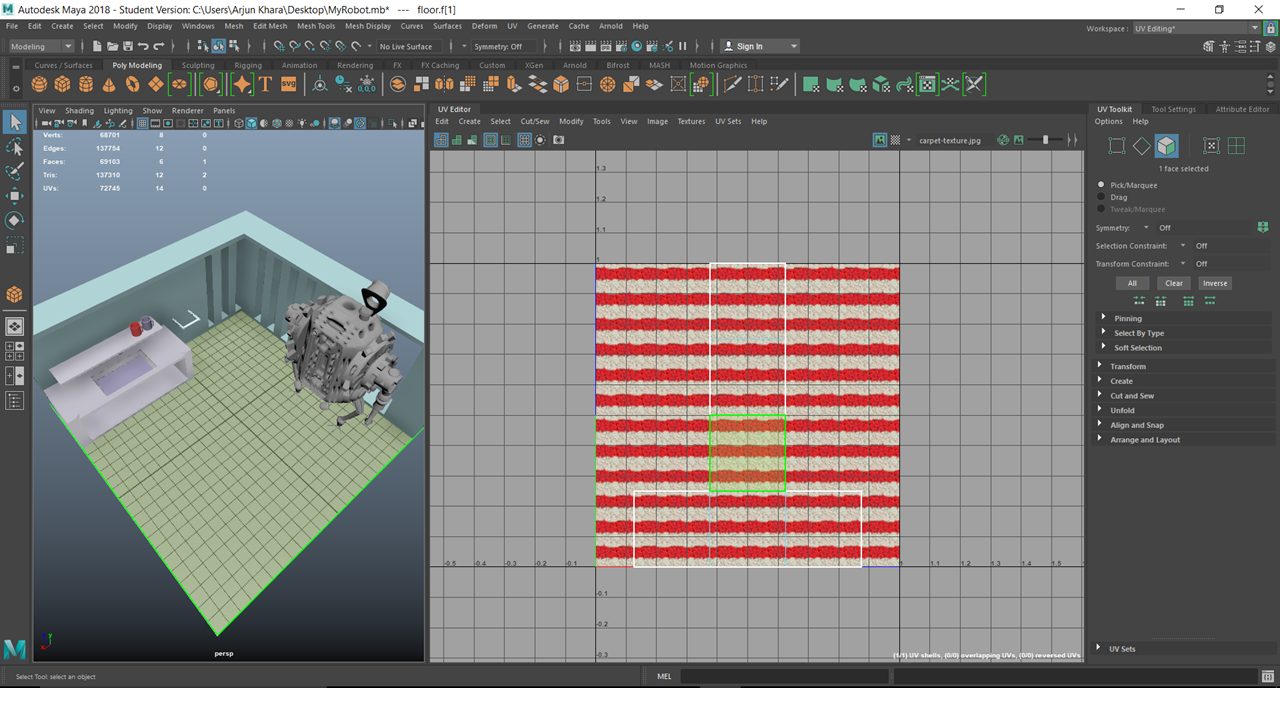 Autodesk Maya 2018 - Student Version: C:\Users\Arjun Khara\Desktop\MyRobot.mb* --- floor.f[1]
File Edit Create Select Modify Display Windows Mesh Edit Mesh Mesh Tools Mesh Display Curves Surfaces Deform UV Generate Cache Arnold Help
Workspace : UV Editing*
Modeling No Live Surface Symmetry: Off Sign In
Curves / Surfaces Poly Modeling Sculpting Rigging Animation Rendering FX FX Caching Custom XGen Arnold Bifrost MASH Motion Graphics
SVG
0,0,0
View Shading Lighting Show Renderer Panels
Verts: 68701 8 0
Edges: 137754 12 0
Faces: 69103 6 1
Tris: 137310 12 2
UVs: 72745 14 0
persp
UV Editor
Edit Create Select Cut/Sew Modify Tools View Image Textures UV Sets Help
carpet-texture.jpg
1.3
1.2
1.1
1
-0.5 -0.4 -0.3 -0.2 -0.1 1 1.1 1.2 1.3 1.4 1.5
-0.1
-0.2
-0.3
(1/1) UV shells, (0/0) overlapping UVs, (0/0) reversed UVs
UV Toolkit Tool Settings Attribute Editor
Options Help
1 face selected
Pick/Marquee
Drag
Tweak/Marquee
Symmetry: Off
Selection Constraint: Off
Transform Constraint: Off
All Clear Inverse
Pinning
Select By Type
Soft Selection
Transform
Create
Cut and Sew
Unfold
Align and Snap
Arrange and Layout
UV Sets
Select Tool: select an object
MEL